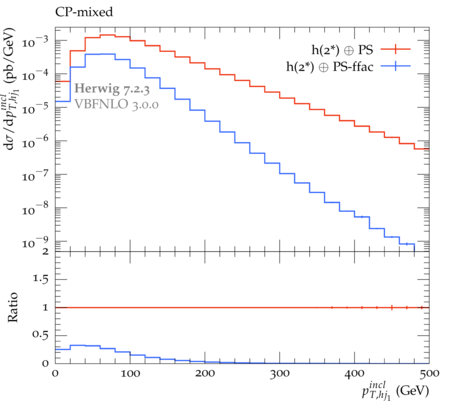 CP-mixed
10⁻³
10⁻⁴
10⁻⁵
10⁻⁶
10⁻⁷
10⁻⁸
10⁻⁹
dσ/dp_{T,hj₁}^{incl} (pb/GeV)
h(2*) ⊕ PS
h(2*) ⊕ PS-ffac
Herwig 7.2.3
VBFNLO 3.0.0
2
1.5
1
0.5
0
Ratio
0 100 200 300 400 500
p_{T,hj₁}^{incl} (GeV)